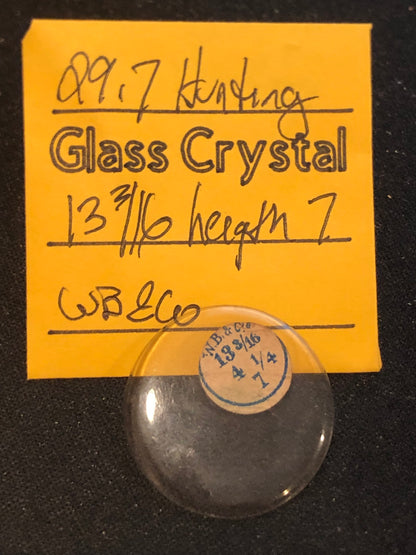 29.7 Hunting
Glass Crystal
13 3/16 height 7
WB & Co
W.B.& Co.
13 3/16
4 1/4
7